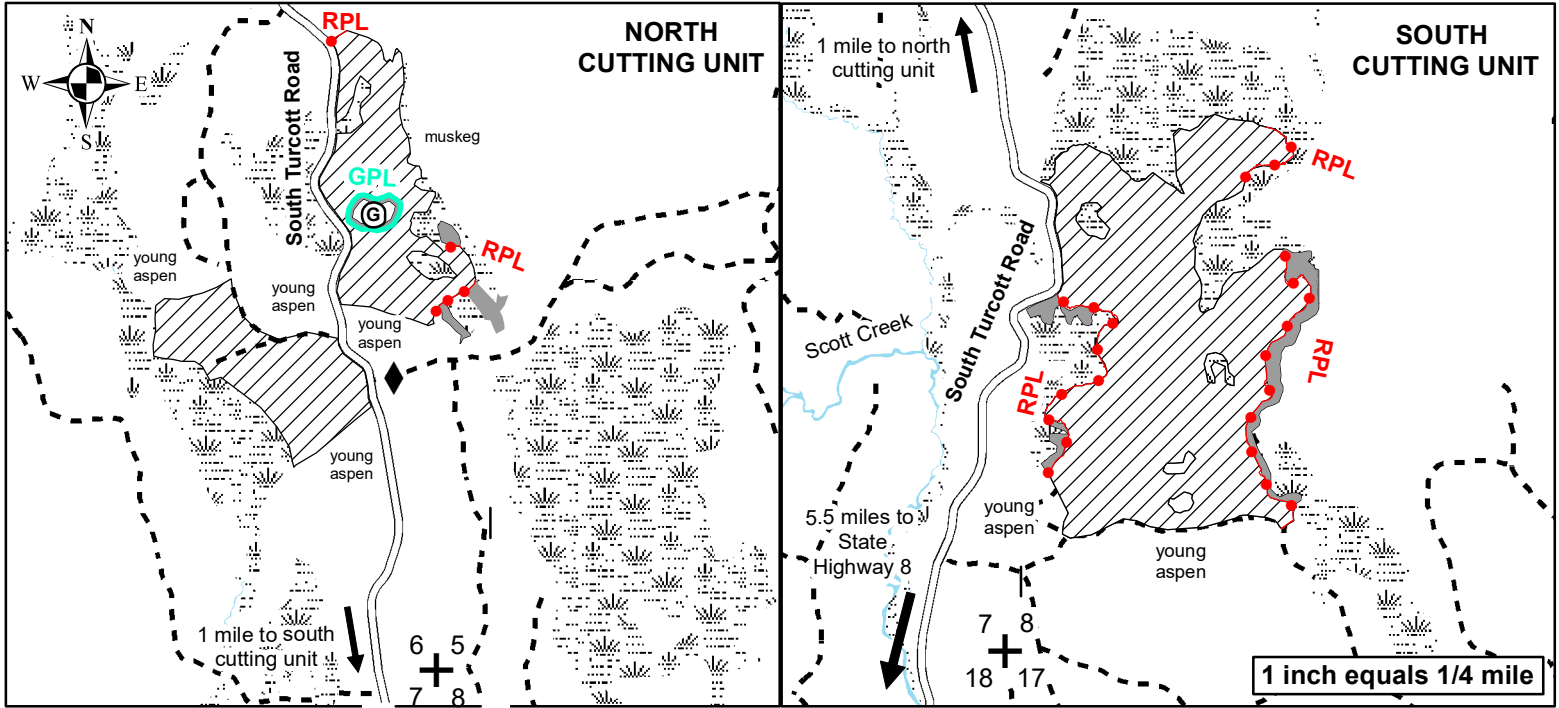 NORTH
CUTTING UNIT
N
W
E
S
RPL
South Turcott Road
muskeg
GPL
G
RPL
young
aspen
young
aspen
young
aspen
young
aspen
1 mile to south
cutting unit
6 5
7 8
SOUTH
CUTTING UNIT
1 mile to north
cutting unit
RPL
South Turcott Road
Scott Creek
RPL
RPL
5.5 miles to
State
Highway 8
young
aspen
young
aspen
7 8
18 17
1 inch equals 1/4 mile